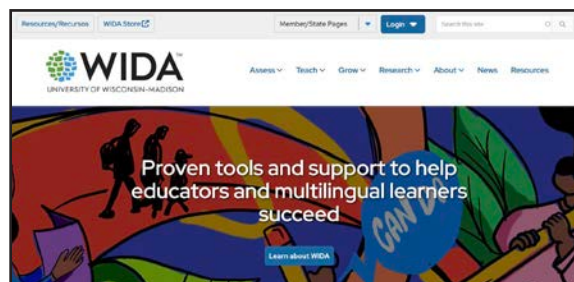 Resources/Recursos WIDA Store Member/State Pages Login Search this site
WIDA
UNIVERSITY OF WISCONSIN–MADISON
Assess Teach Grow Research About News Resources
Proven tools and support to help
educators and multilingual learners
succeed
CAN DO
Learn about WIDA